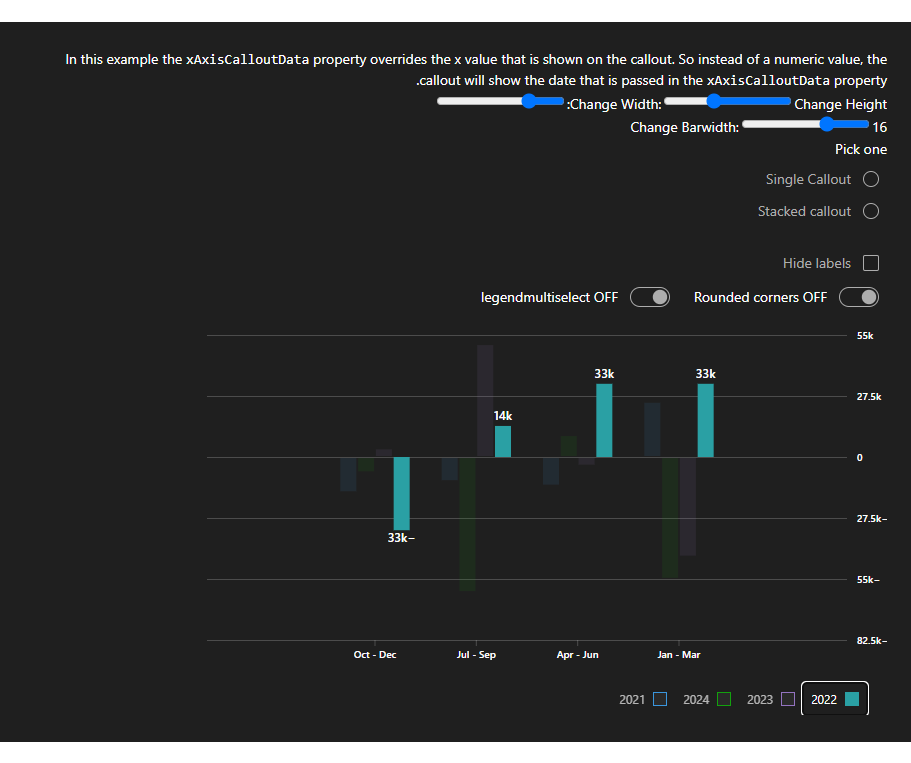 In this example the xAxisCalloutData property overrides the x value that is shown on the callout. So instead of a numeric value, the
.callout will show the date that is passed in the xAxisCalloutData property
:Change Width: Change Height
Change Barwidth: 16
Pick one
Single Callout
Stacked callout
Hide labels
legendmultiselect OFF Rounded corners OFF
55k
33k 33k
27.5k
14k
0
27.5k−
33k−
55k−
82.5k−
Oct - Dec Jul - Sep Apr - Jun Jan - Mar
2021 2024 2023 2022